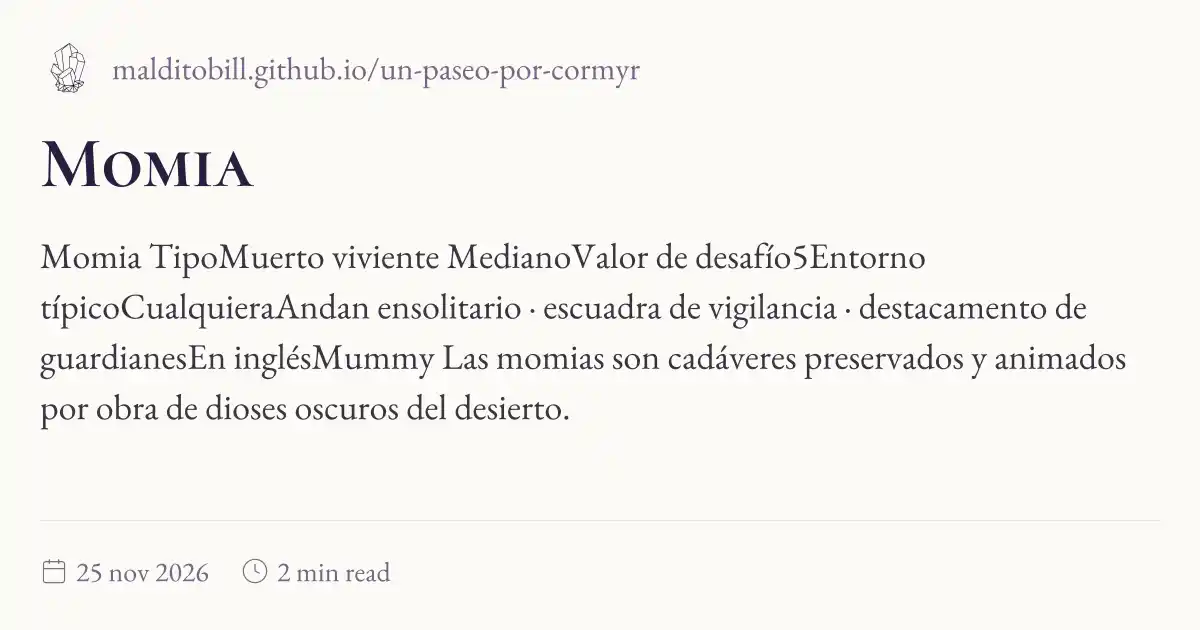 malditobill.github.io/un-paseo-por-cormyr
Momia
Momia TipoMuerto viviente MedianoValor de desafío5Entorno
típicoCualquieraAndan ensolitario · escuadra de vigilancia · destacamento de
guardianesEn inglésMummy Las momias son cadáveres preservados y animados
por obra de dioses oscuros del desierto.
25 nov 2026 2 min read